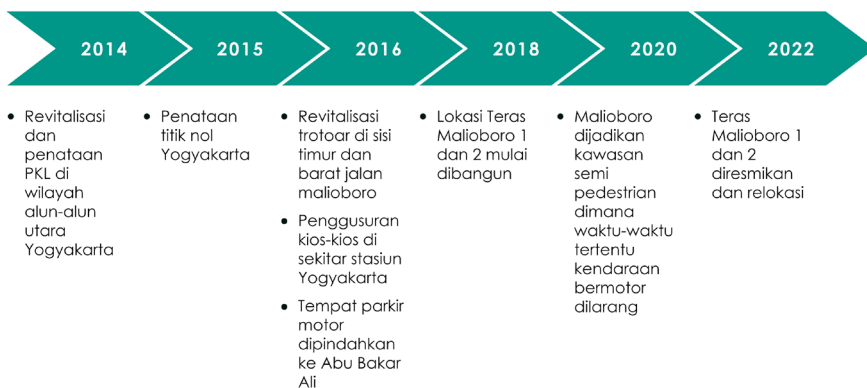 2014
2015
2016
2018
2020
2022
• Revitalisasi
dan
penataan
PKL di
wilayah
alun-alun
utara
Yogyakarta
• Penataan
titik nol
Yogyakarta
• Revitalisasi
trotoar di sisi
timur dan
barat jalan
malioboro
• Penggusuran
kios-kios di
sekitar stasiun
Yogyakarta
• Tempat parkir
motor
dipindahkan
ke Abu Bakar
Ali
• Lokasi Teras
Malioboro 1
dan 2 mulai
dibangun
• Malioboro
dijadikan
kawasan
semi
pedestrian
dimana
waktu-waktu
tertentu
kendaraan
bermotor
dilarang
• Teras
Malioboro 1
dan 2
diresmikan
dan relokasi